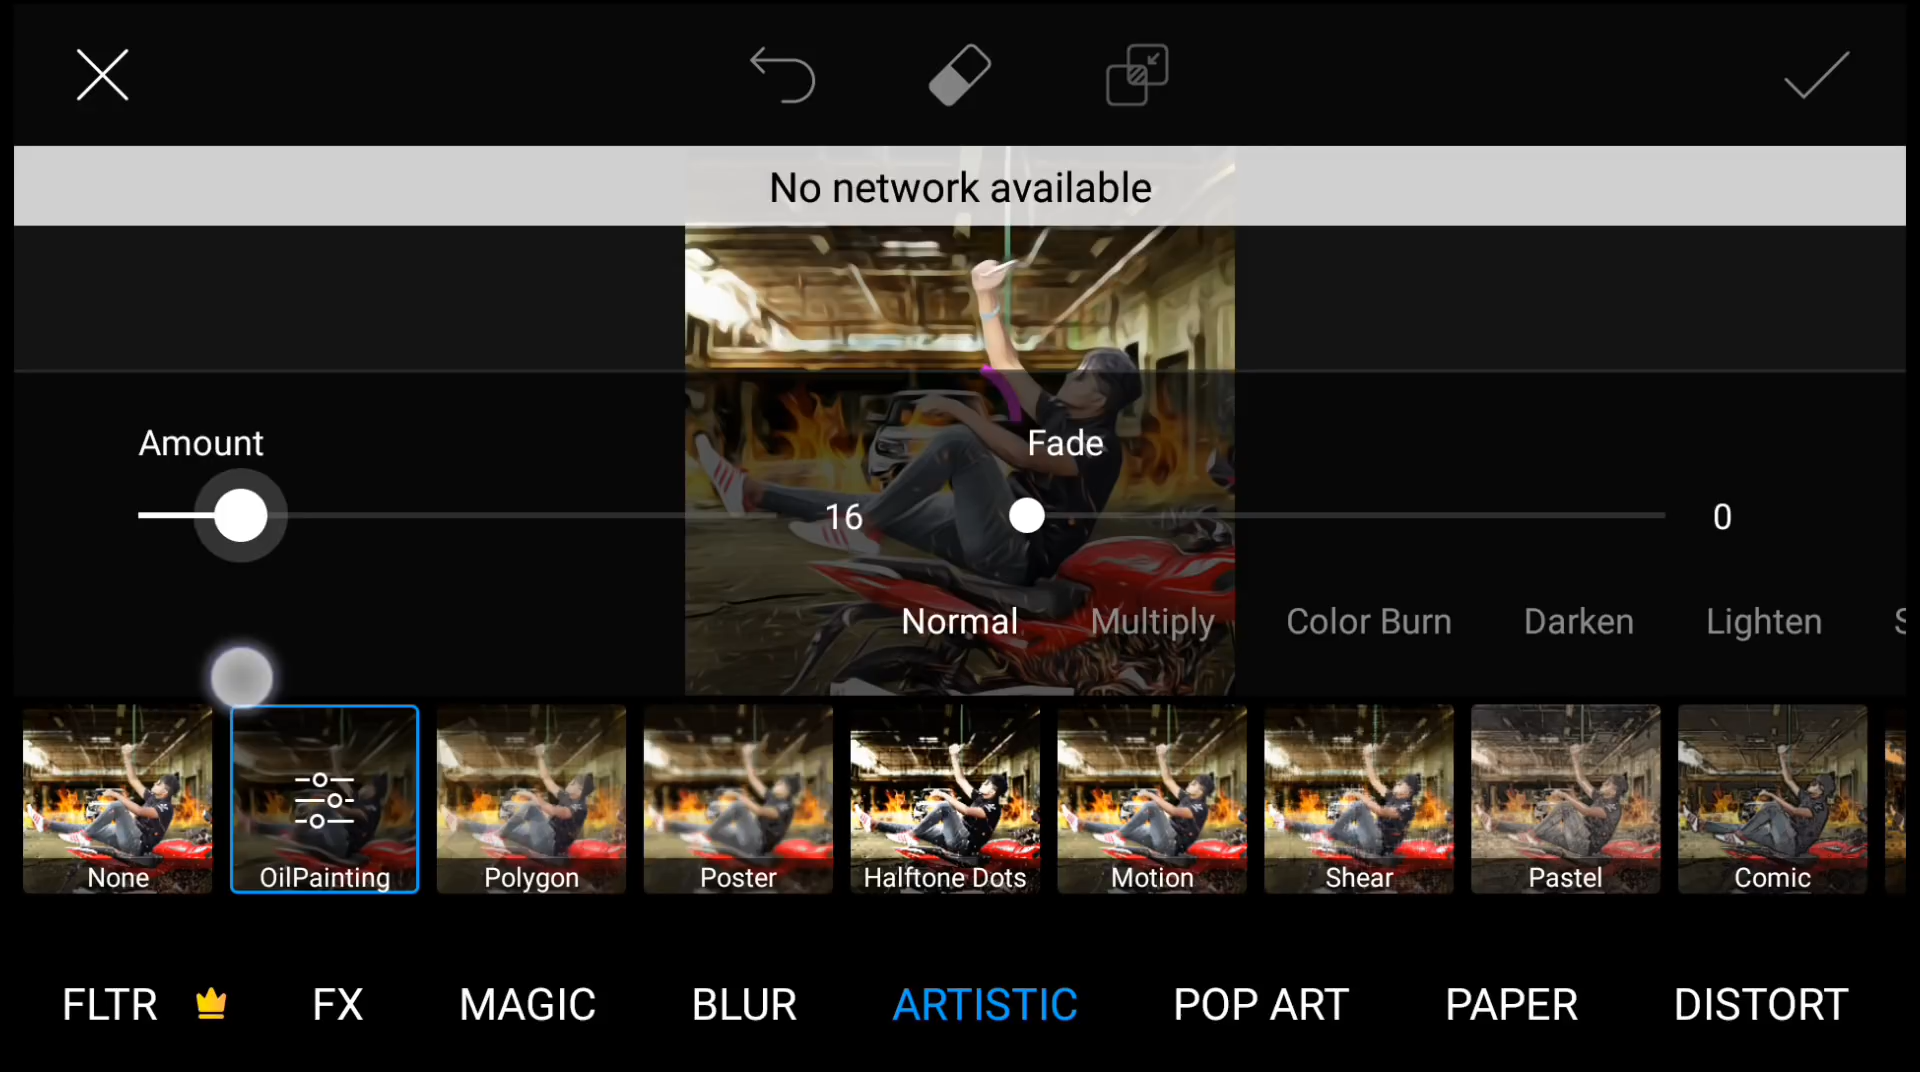 No network available
Amount
16
Fade
0
Normal
Multiply
Color Burn
Darken
Lighten
S
None
OilPainting
Polygon
Poster
Halftone Dots
Motion
Shear
Pastel
Comic
FLTR
FX
MAGIC
BLUR
ARTISTIC
POP ART
PAPER
DISTORT